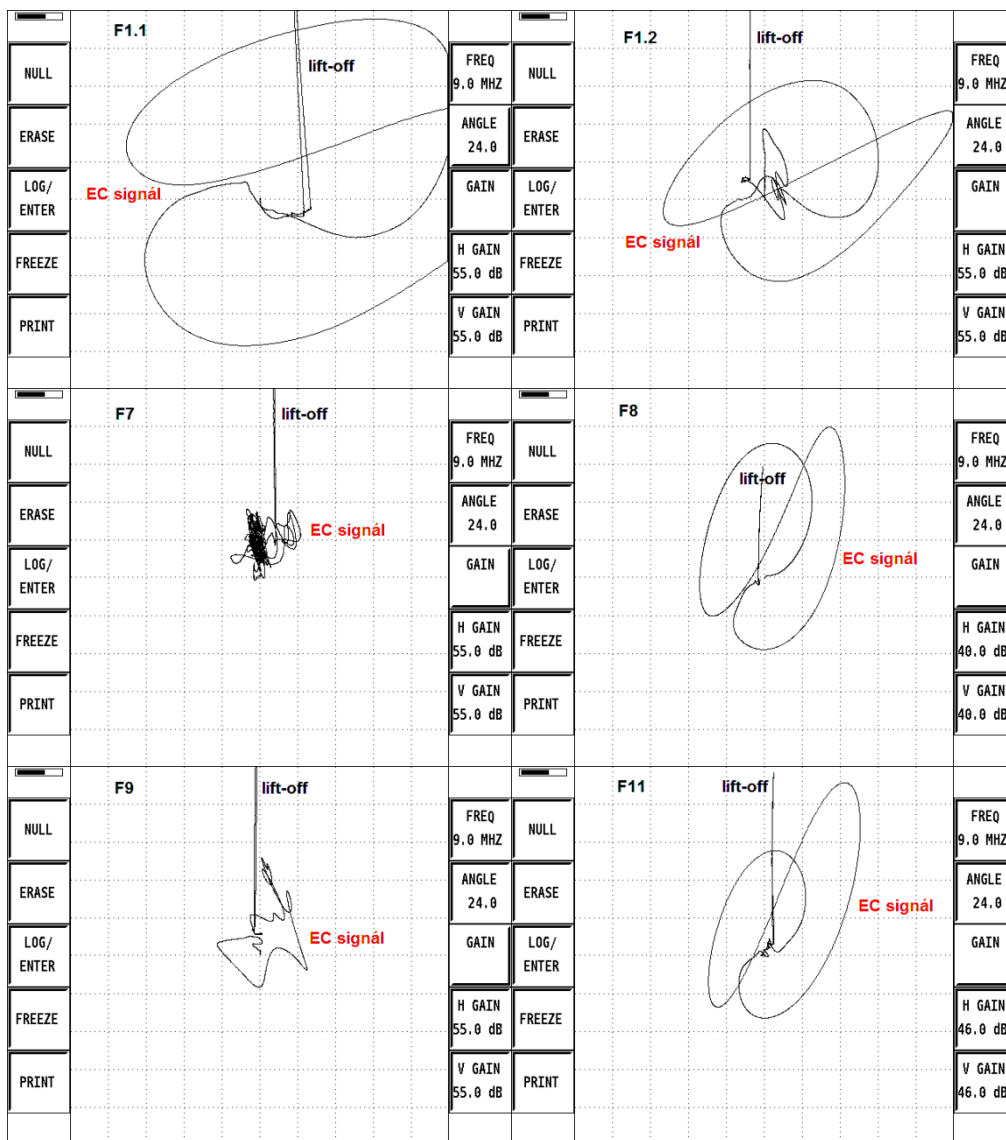 F1.1
lift-off
EC signál
NULL
ERASE
LOG/
ENTER
FREEZE
PRINT
FREQ
9.0 MHZ
ANGLE
24.0
GAIN
H GAIN
55.0 dB
V GAIN
55.0 dB
F1.2
lift-off
EC signál
NULL
ERASE
LOG/
ENTER
FREEZE
PRINT
FREQ
9.0 MHZ
ANGLE
24.0
GAIN
H GAIN
55.0 dB
V GAIN
55.0 dB
F7
lift-off
EC signál
NULL
ERASE
LOG/
ENTER
FREEZE
PRINT
FREQ
9.0 MHZ
ANGLE
24.0
GAIN
H GAIN
55.0 dB
V GAIN
55.0 dB
F8
lift-off
EC signál
NULL
ERASE
LOG/
ENTER
FREEZE
PRINT
FREQ
9.0 MHZ
ANGLE
24.0
GAIN
H GAIN
40.0 dB
V GAIN
40.0 dB
F9
lift-off
EC signál
NULL
ERASE
LOG/
ENTER
FREEZE
PRINT
FREQ
9.0 MHZ
ANGLE
24.0
GAIN
H GAIN
55.0 dB
V GAIN
55.0 dB
F11
lift-off
EC signál
NULL
ERASE
LOG/
ENTER
FREEZE
PRINT
FREQ
9.0 MHZ
ANGLE
24.0
GAIN
H GAIN
46.0 dB
V GAIN
46.0 dB